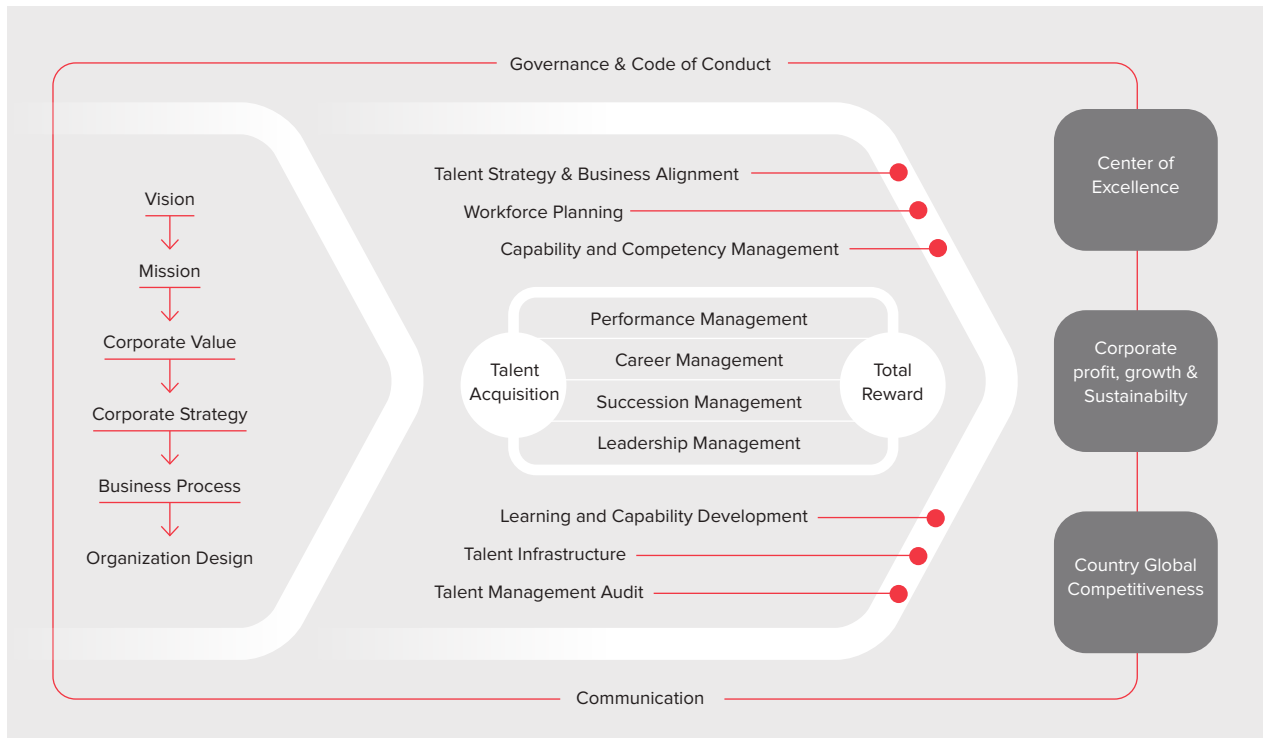 Governance & Code of Conduct
Vision
Mission
Corporate Value
Corporate Strategy
Business Process
Organization Design
Talent Strategy & Business Alignment
Workforce Planning
Capability and Competency Management
Talent
Acquisition
Performance Management
Career Management
Succession Management
Leadership Management
Total
Reward
Learning and Capability Development
Talent Infrastructure
Talent Management Audit
Center of
Excellence
Corporate
profit, growth &
Sustainabilty
Country Global
Competitiveness
Communication